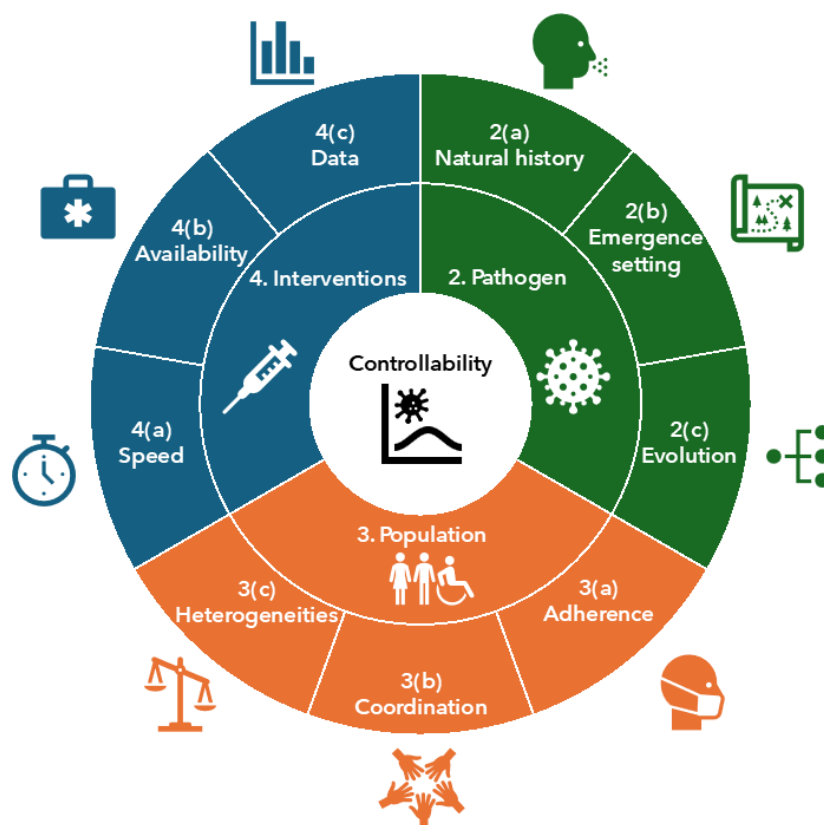 4(c)
Data
2(a)
Natural history
4(b)
Availability
2(b)
Emergence
setting
4. Interventions
2. Pathogen
Controllability
4(a)
Speed
2(c)
Evolution
3. Population
3(c)
Heterogeneities
3(a)
Adherence
3(b)
Coordination